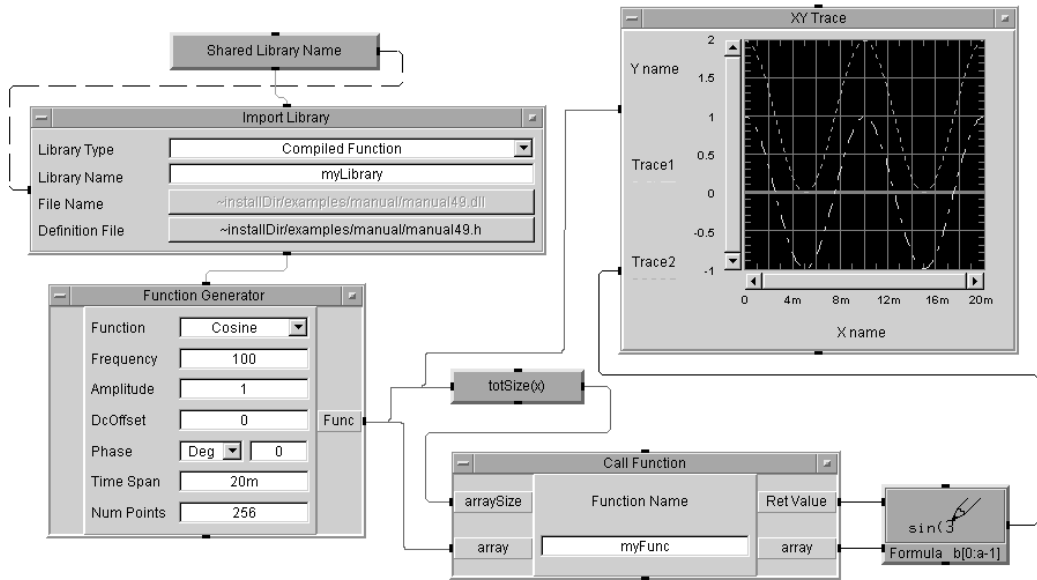 Shared Library Name
Import Library
Library Type Compiled Function
Library Name myLibrary
File Name ~installDir/examples/manual/manual49.dll
Definition File ~installDir/examples/manual/manual49.h
Function Generator
Function Cosine
Frequency 100
Amplitude 1
DcOffset 0
Phase Deg 0
Time Span 20m
Num Points 256
Func
totSize(x)
XY Trace
Y name
Trace1
Trace2
2
1.5
1
0.5
0
-0.5
-1
0 4m 8m 12m 16m 20m
X name
Call Function
arraySize Function Name Ret Value
array myFunc array
sin(3
Formula b[0:a-1]